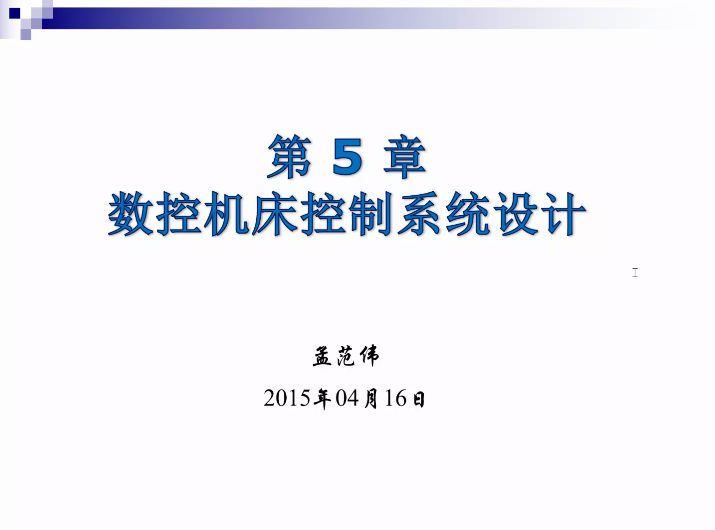 第 5 章
数控机床控制系统设计
孟范伟
2015年04月16日